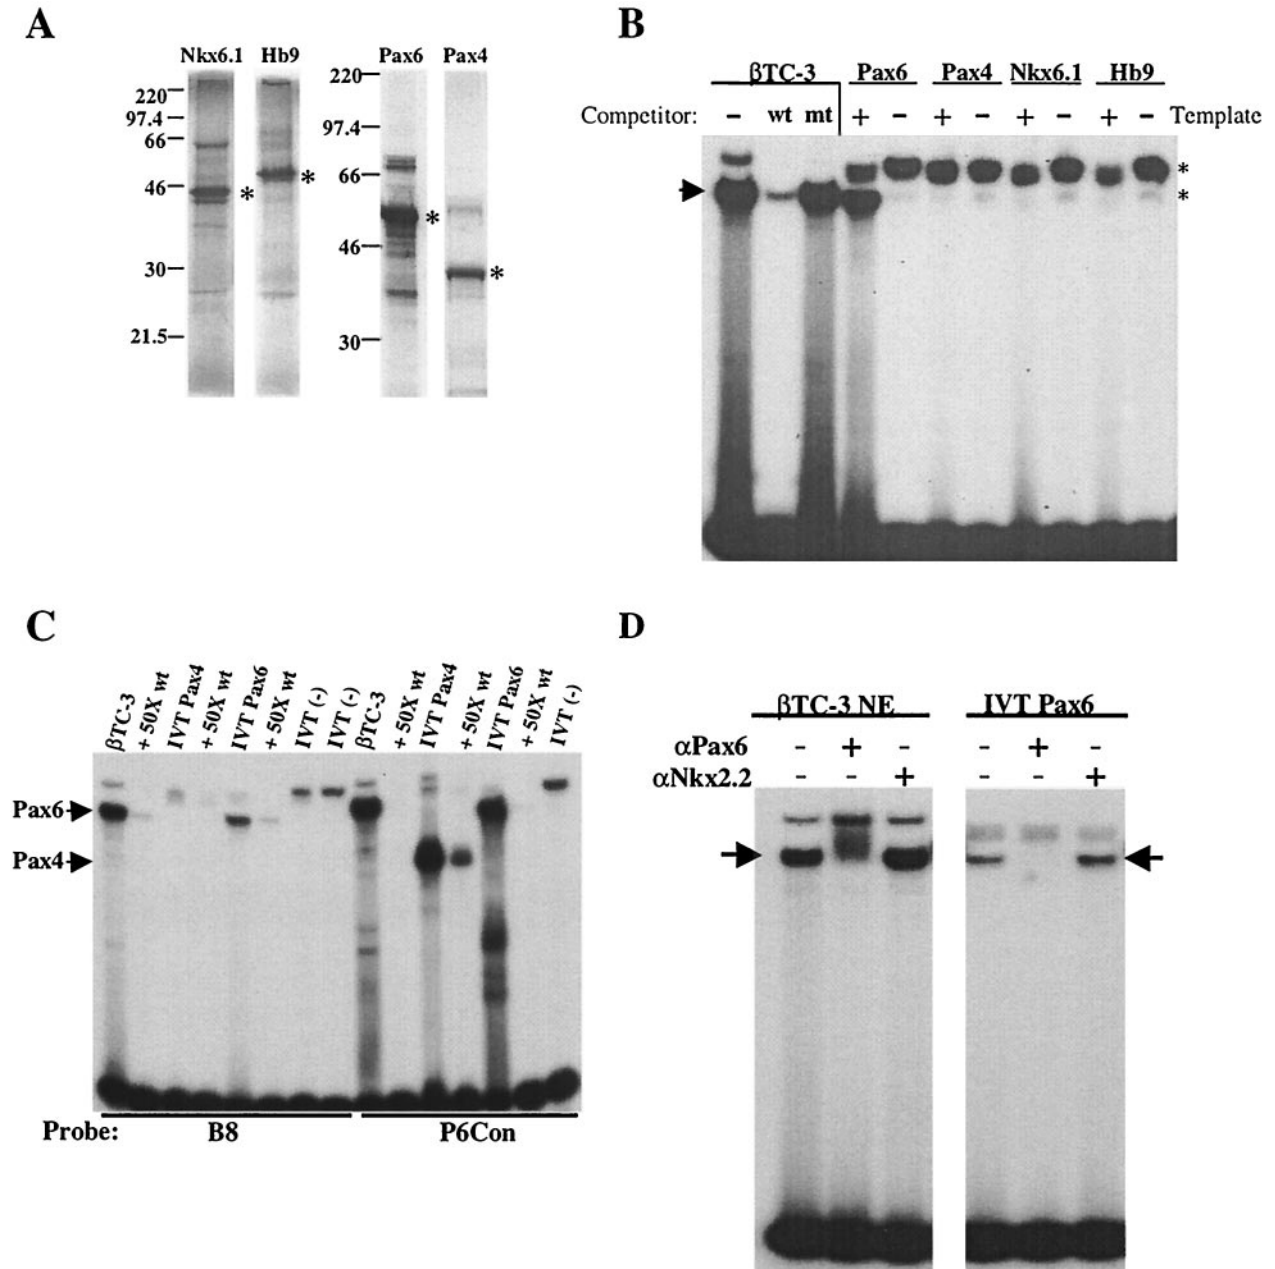 A
Nkx6.1 Hb9 Pax6 Pax4
220
97.4
66
46
30
21.5
*
*
220
97.4
66
46
30
*
*
B
βTC-3 Pax6 Pax4 Nkx6.1 Hb9
Competitor: - wt mt + - + - + - + - Template
*
*
C
βTC-3 + 50X wt IVT Pax4 + 50X wt IVT Pax6 + 50X wt IVT (-) IVT (-) βTC-3 + 50X wt IVT Pax4 + 50X wt IVT Pax6 + 50X wt IVT (-)
Pax6
Pax4
Probe: B8 P6Con
D
βTC-3 NE IVT Pax6
αPax6 - + - - + -
αNkx2.2 - - + - - +